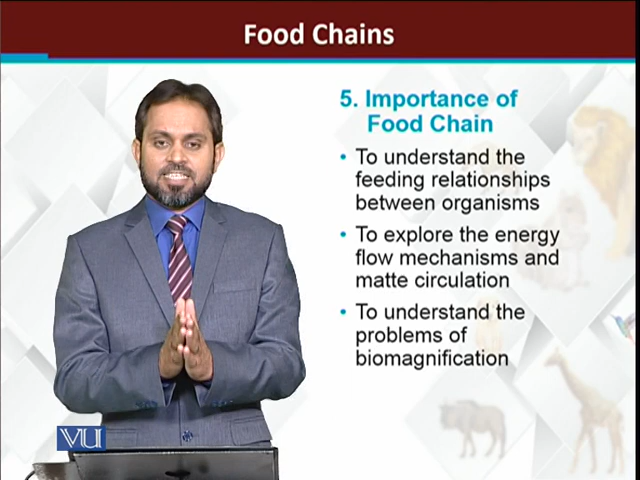 Food Chains
5. Importance of
Food Chain
• To understand the
feeding relationships
between organisms
• To explore the energy
flow mechanisms and
matte circulation
• To understand the
problems of
biomagnification
VU